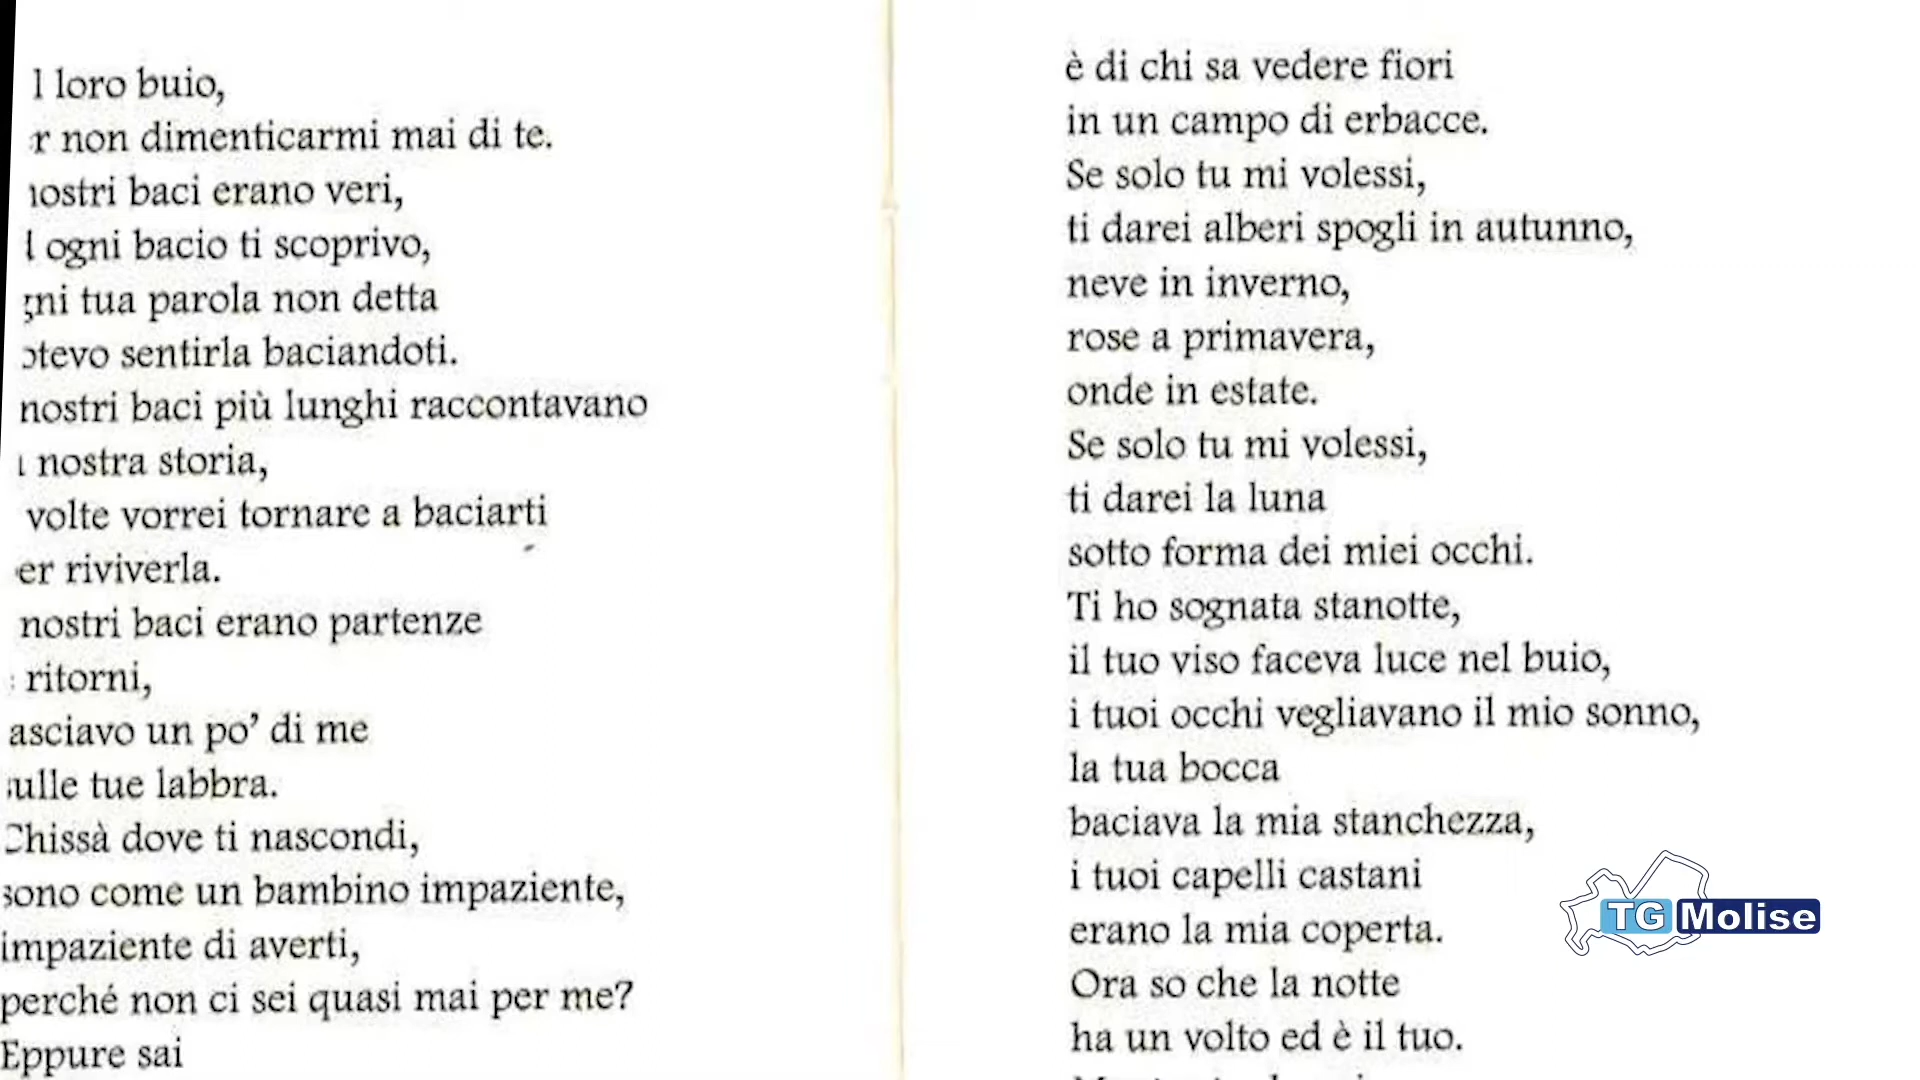 l loro buio,
r non dimenticarmi mai di te.
nostri baci erano veri,
d ogni bacio ti scoprivo,
gni tua parola non detta
otevo sentirla baciandoti.
nostri baci più lunghi raccontavano
a nostra storia,
volte vorrei tornare a baciarti
er riviverla.
nostri baci erano partenze
e ritorni,
asciavo un po’ di me
sulle tue labbra.
Chissà dove ti nascondi,
sono come un bambino impaziente,
impaziente di averti,
perché non ci sei quasi mai per me?
Eppure sai
è di chi sa vedere fiori
in un campo di erbacce.
Se solo tu mi volessi,
ti darei alberi spogli in autunno,
neve in inverno,
rose a primavera,
onde in estate.
Se solo tu mi volessi,
ti darei la luna
sotto forma dei miei occhi.
Ti ho sognata stanotte,
il tuo viso faceva luce nel buio,
i tuoi occhi vegliavano il mio sonno,
la tua bocca
baciava la mia stanchezza,
i tuoi capelli castani
erano la mia coperta.
Ora so che la notte
ha un volto ed è il tuo.
TG Molise